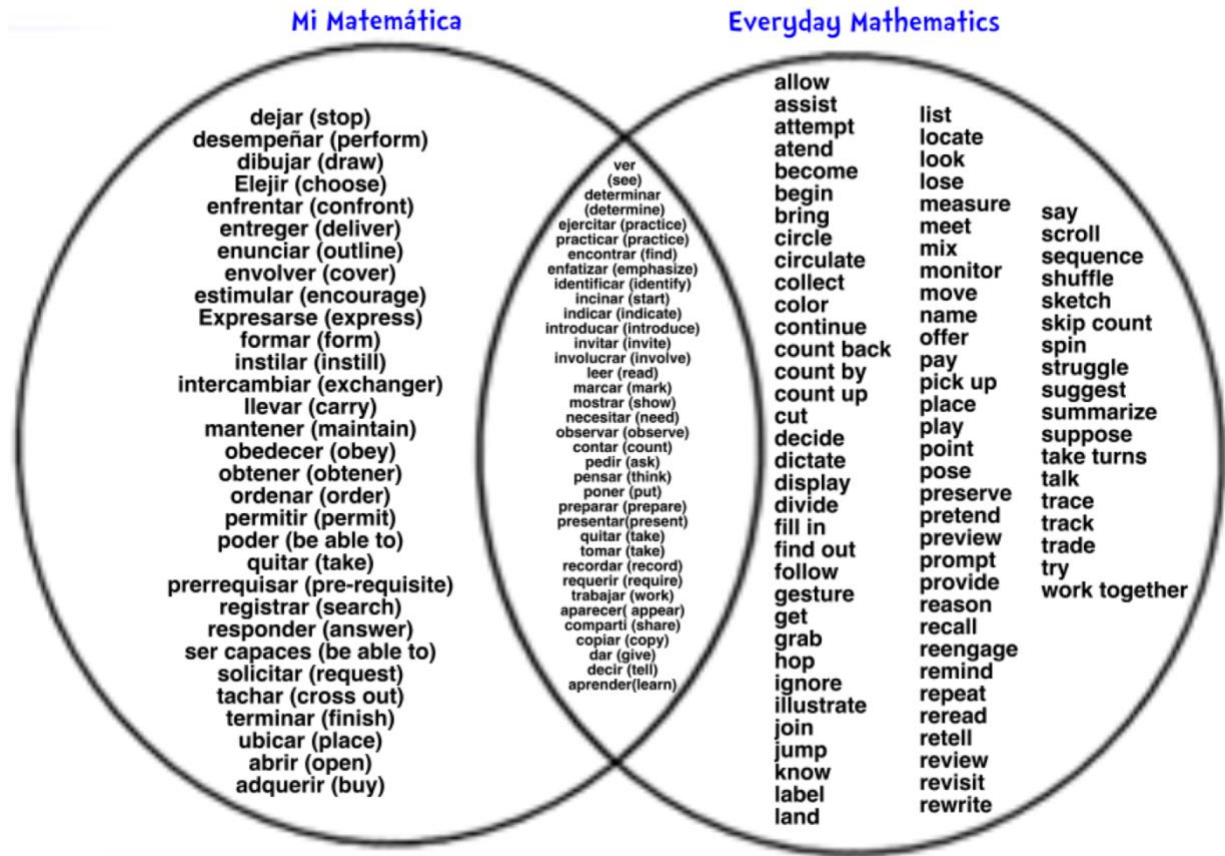 Mi Matemática
Everyday Mathematics
dejar (stop)
desempeñar (perform)
dibujar (draw)
Elejir (choose)
enfrentar (confront)
entreger (deliver)
enunciar (outline)
envolver (cover)
estimular (encourage)
Expresarse (express)
formar (form)
instilar (instill)
intercambiar (exchanger)
llevar (carry)
mantener (maintain)
obedecer (obey)
obtener (obtener)
ordenar (order)
permitir (permit)
poder (be able to)
quitar (take)
prerrequisar (pre-requisite)
registrar (search)
responder (answer)
ser capaces (be able to)
solicitar (request)
tachar (cross out)
terminar (finish)
ubicar (place)
abrir (open)
adquerir (buy)
ver
(see)
determinar
(determine)
ejercitar (practice)
practicar (practice)
encontrar (find)
enfatizar (emphasize)
identificar (identify)
incinar (start)
indicar (indicate)
introducar (introduce)
invitar (invite)
involucrar (involve)
leer (read)
marcar (mark)
mostrar (show)
necesitar (need)
observar (observe)
contar (count)
pedir (ask)
pensar (think)
poner (put)
preparar (prepare)
presentar(present)
quitar (take)
tomar (take)
recordar (record)
requerir (require)
trabajar (work)
aparecer( appear)
comparti (share)
copiar (copy)
dar (give)
decir (tell)
aprender(learn)
allow
assist
attempt
atend
become
begin
bring
circle
circulate
collect
color
continue
count back
count by
count up
cut
decide
dictate
display
divide
fill in
find out
follow
gesture
get
grab
hop
ignore
illustrate
join
jump
know
label
land
list
locate
look
lose
measure
meet
mix
monitor
move
name
offer
pay
pick up
place
play
point
pose
preserve
pretend
preview
prompt
provide
reason
recall
reengage
remind
repeat
reread
retell
review
revisit
rewrite
say
scroll
sequence
shuffle
sketch
skip count
spin
struggle
suggest
summarize
suppose
take turns
talk
trace
track
trade
try
work together